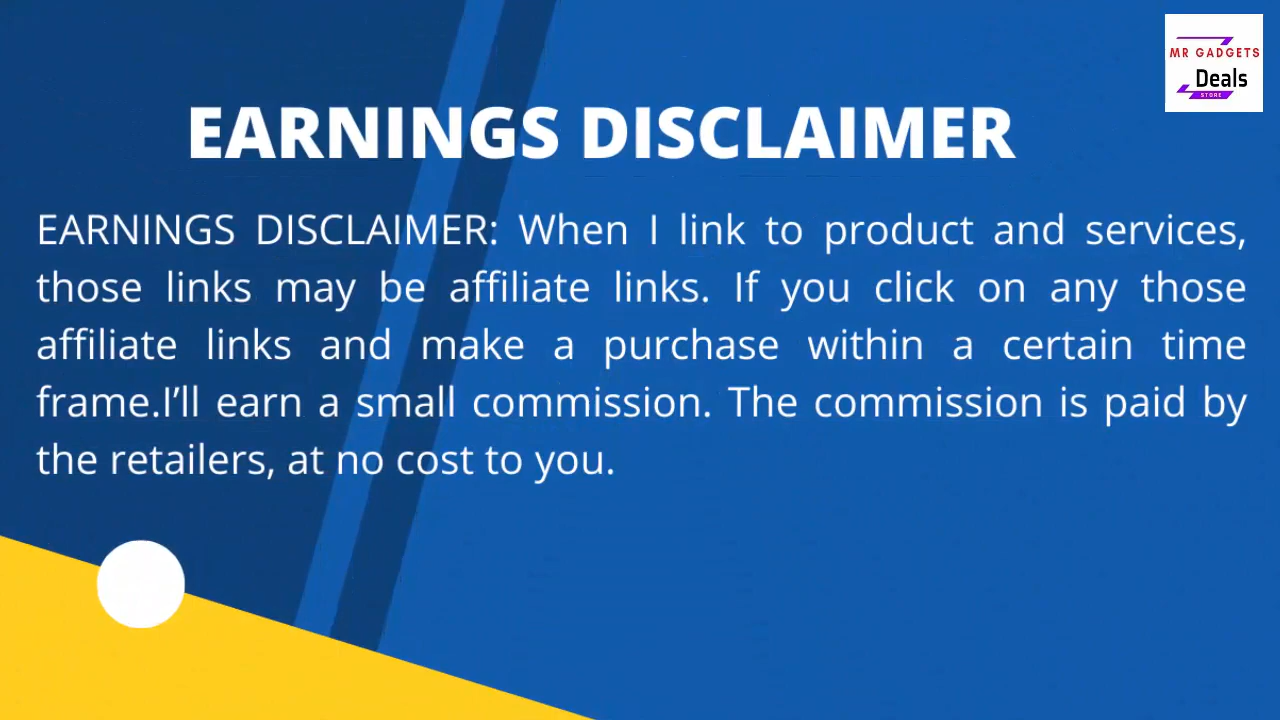 MR GADGETS
Deals
STORE
EARNINGS DISCLAIMER
EARNINGS DISCLAIMER: When I link to product and services,
those links may be affiliate links. If you click on any those
affiliate links and make a purchase within a certain time
frame.I’ll earn a small commission. The commission is paid by
the retailers, at no cost to you.